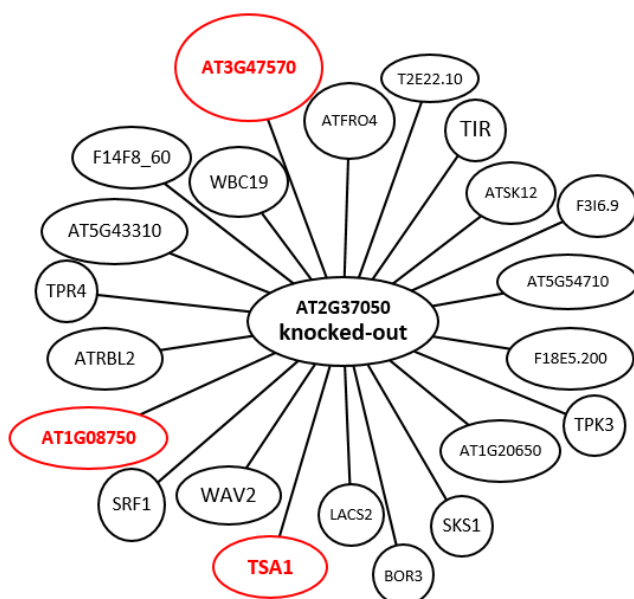 AT3G47570
T2E22.10
ATFRO4
TIR
F14F8_60
WBC19
ATSK12
F3I6.9
AT5G43310
AT5G54710
TPR4
AT2G37050
knocked-out
ATRBL2
F18E5.200
AT1G08750
TPK3
AT1G20650
SRF1
WAV2
LACS2
SKS1
TSA1
BOR3